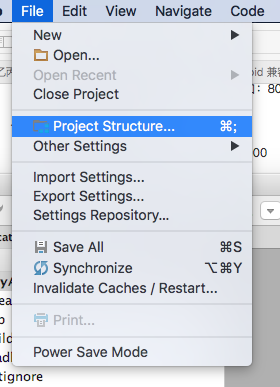 File Edit View Navigate Code
New
Open...
Open Recent
Close Project
Project Structure... ⌘;
Other Settings
Import Settings...
Export Settings...
Settings Repository...
Save All ⌘S
Synchronize ⌥⌘Y
Invalidate Caches / Restart...
Print...
Power Save Mode